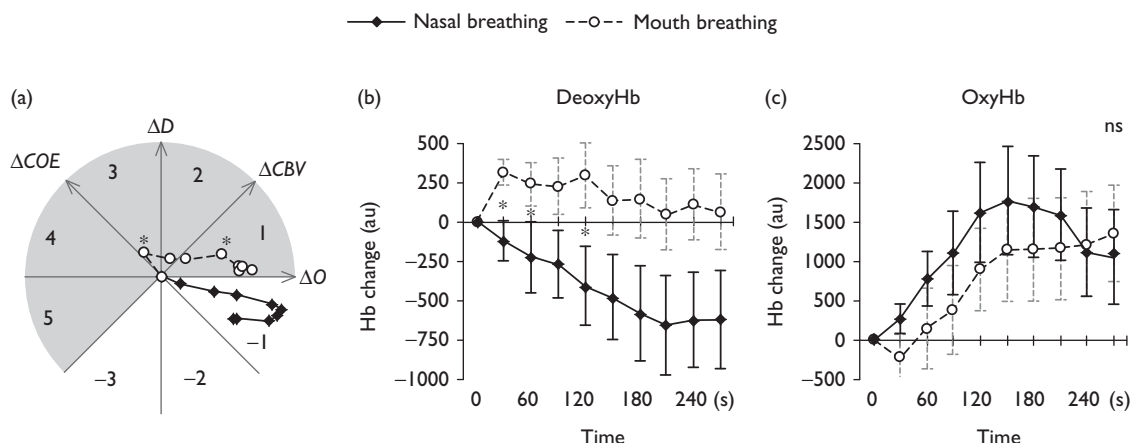 Nasal breathing Mouth breathing
(a)
ΔD
ΔCOE
ΔCBV
ΔO
3 2
4 1
5 −1
−3 −2
* *
(b) DeoxyHb
Hb change (au)
500
250
0
−250
−500
−750
−1000
* * *
0 60 120 180 240 (s)
Time
(c) OxyHb
ns
Hb change (au)
2500
2000
1500
1000
500
0
−500
0 60 120 180 240 (s)
Time